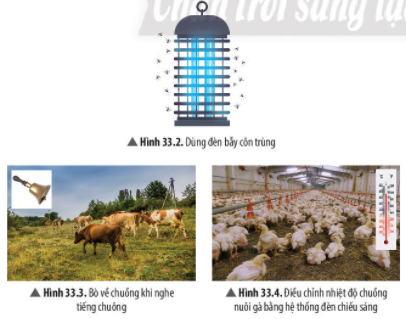 Chân trời sáng tạo
▲ Hình 33.2. Dùng đèn bẫy côn trùng
▲ Hình 33.3. Bò về chuồng khi nghe
tiếng chuông
▲ Hình 33.4. Điều chỉnh nhiệt độ chuồng
nuôi gà bằng hệ thống đèn chiếu sáng